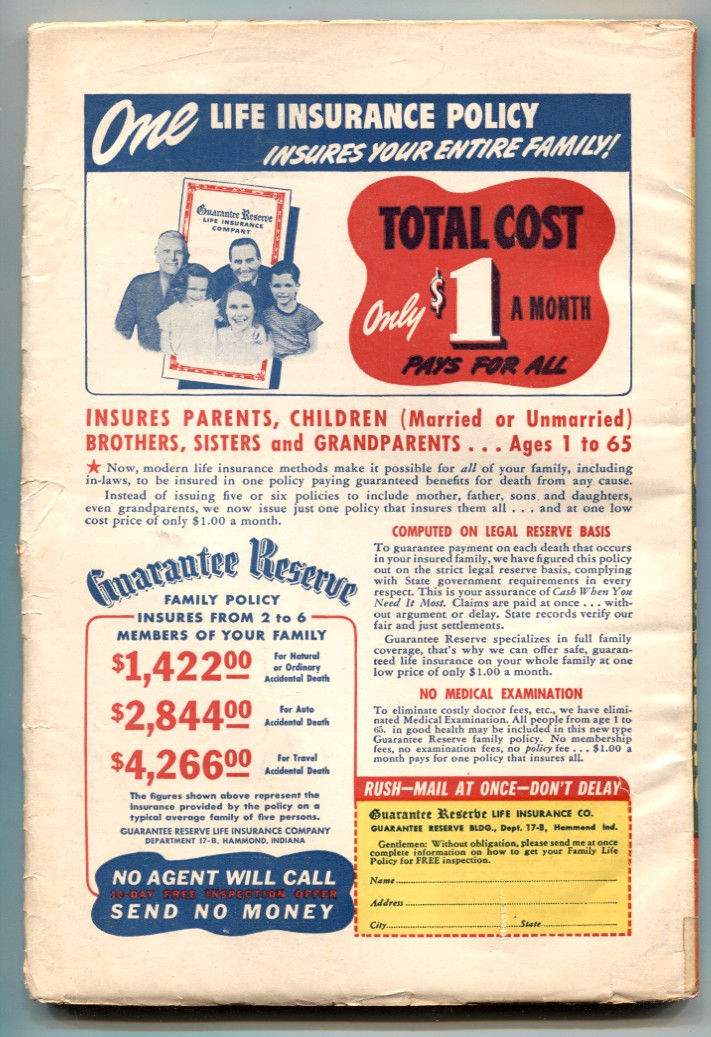 One LIFE INSURANCE POLICY
INSURES YOUR ENTIRE FAMILY!
Guarantee Reserve
LIFE INSURANCE
COMPANY
TOTAL COST
Only $1 A MONTH
PAYS FOR ALL
INSURES PARENTS, CHILDREN (Married or Unmarried)
BROTHERS, SISTERS and GRANDPARENTS . . . Ages 1 to 65
★ Now, modern life insurance methods make it possible for all of your family, including
in-laws, to be insured in one policy paying guaranteed benefits for death from any cause.
Instead of issuing five or six policies to include mother, father, sons and daughters,
even grandparents, we now issue just one policy that insures them all . . . and at one low
cost price of only $1.00 a month.
Guarantee Reserve
FAMILY POLICY
INSURES FROM 2 to 6
MEMBERS OF YOUR FAMILY
$1,422.00 For Natural
or Ordinary
Accidental Death
$2,844.00 For Auto
Accidental Death
$4,266.00 For Travel
Accidental Death
The figures shown above represent the
insurance provided by the policy on a
typical average family of five persons.
GUARANTEE RESERVE LIFE INSURANCE COMPANY
DEPARTMENT 17-B, HAMMOND, INDIANA
NO AGENT WILL CALL
10-DAY FREE INSPECTION OFFER
SEND NO MONEY
COMPUTED ON LEGAL RESERVE BASIS
To guarantee payment on each death that occurs
in your insured family, we have figured this policy
out on the strict legal reserve basis, complying
with State government requirements in every
respect. This is your assurance of Cash When You
Need It Most. Claims are paid at once . . . with-
out argument or delay. State records verify our
fair and just settlements.
Guarantee Reserve specializes in full family
coverage, that's why we can offer safe, guaran-
teed life insurance on your whole family at one
low price of only $1.00 a month.
NO MEDICAL EXAMINATION
To eliminate costly doctor fees, etc., we have elimi-
nated Medical Examination. All people from age 1 to
65, in good health may be included in this new type
Guarantee Reserve family policy. No membership
fees, no examination fees, no policy fee . . . $1.00 a
month pays for one policy that insures all.
RUSH—MAIL AT ONCE—DON'T DELAY
Guarantee Reserve LIFE INSURANCE CO.
GUARANTEE RESERVE BLDG., Dept. 17-B, Hammond Ind.
Gentlemen: Without obligation, please send me at once
complete information on how to get your Family Life
Policy for FREE inspection.
Name
Address
City State